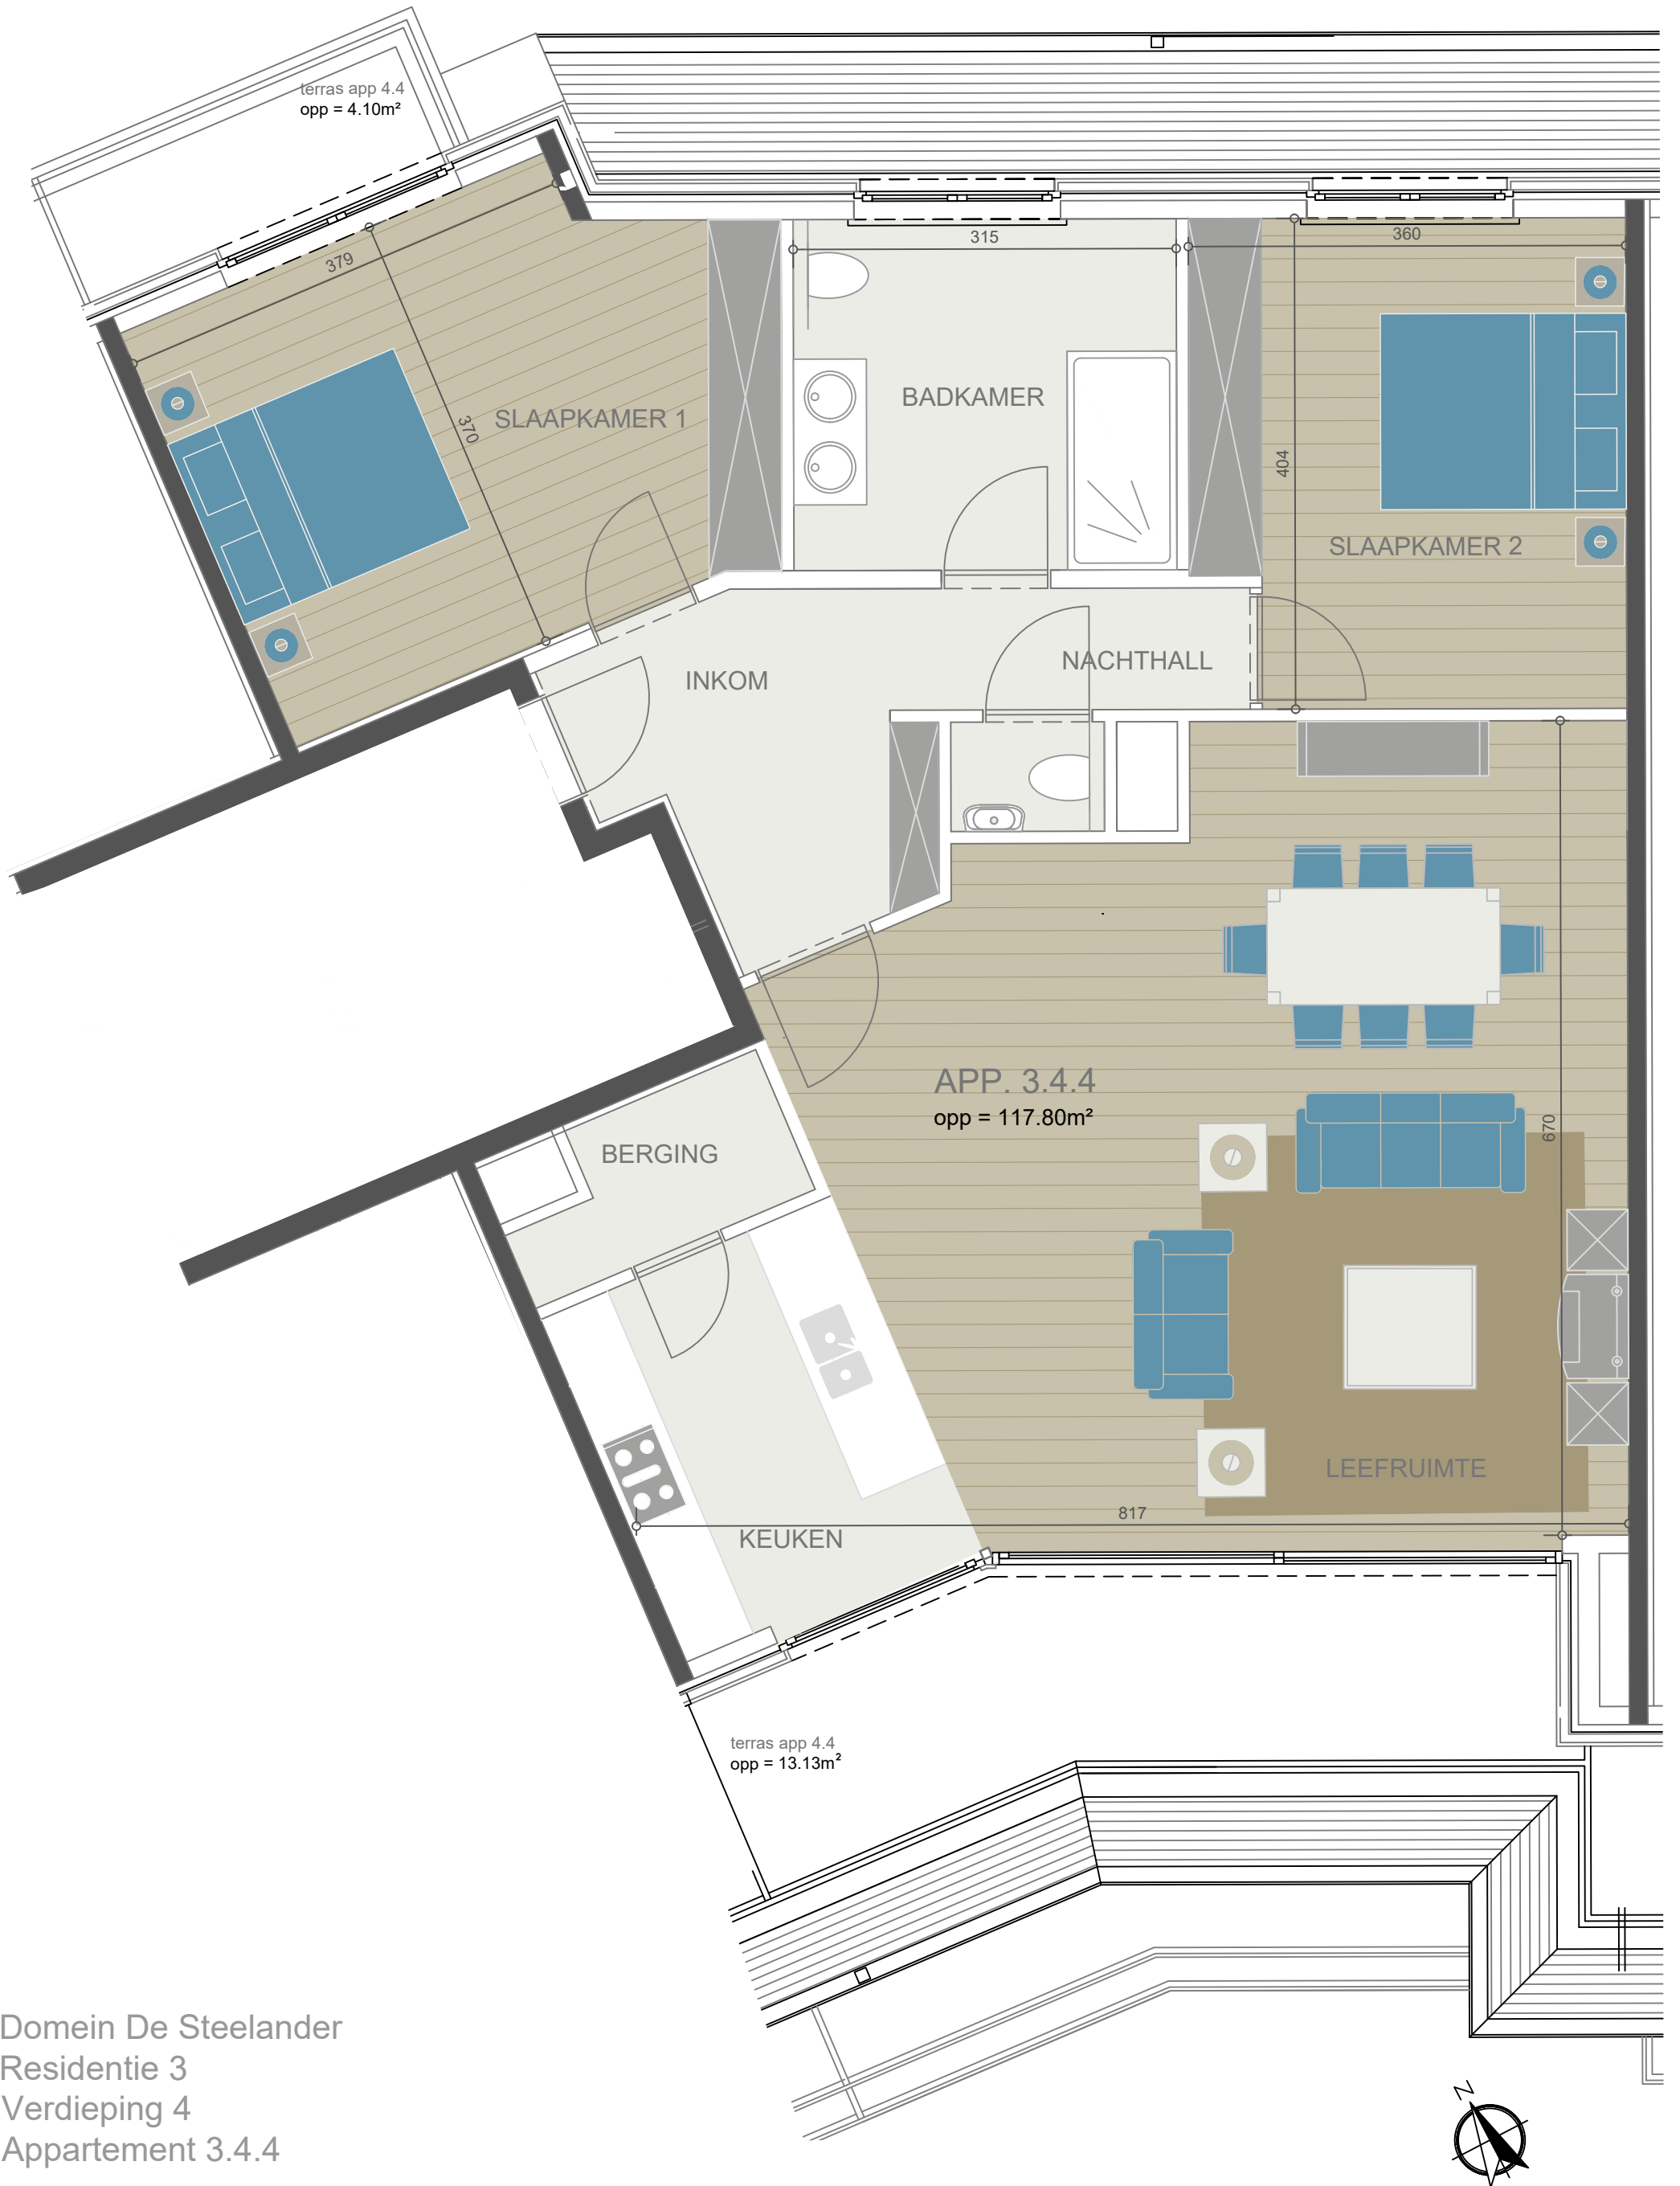 terras app 4.4
opp = 4.10m²
315
360
379
SLAAPKAMER 1
370
BADKAMER
404
SLAAPKAMER 2
INKOM
NACHTHALL
APP. 3.4.4
opp = 117.80m²
670
BERGING
LEEFRUIMTE
817
KEUKEN
terras app 4.4
opp = 13.13m²
Domein De Steelander
Residentie 3
Verdieping 4
Appartement 3.4.4
N